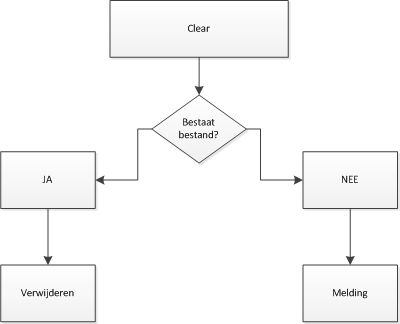 Clear
Bestaat
bestand?
JA
NEE
Verwijderen
Melding